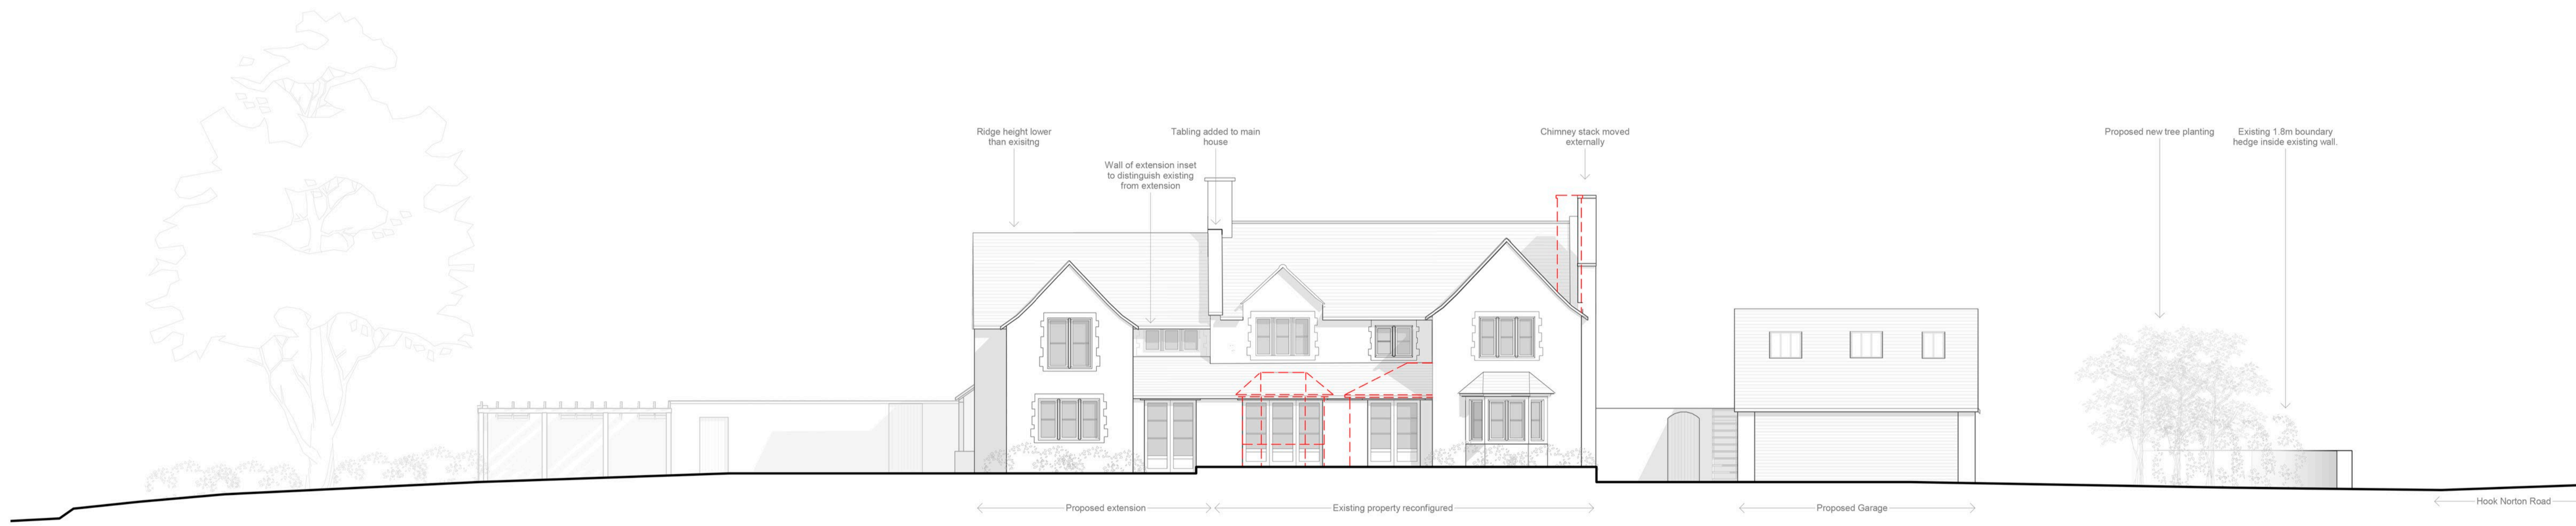 Ridge height lower
than exisitng
Wall of extension inset
to distinguish existing
from extension
Tabling added to main
house
Chimney stack moved
externally
Proposed new tree planting
Existing 1.8m boundary
hedge inside existing wall.
Proposed extension
Existing property reconfigured
Proposed Garage
Hook Norton Road